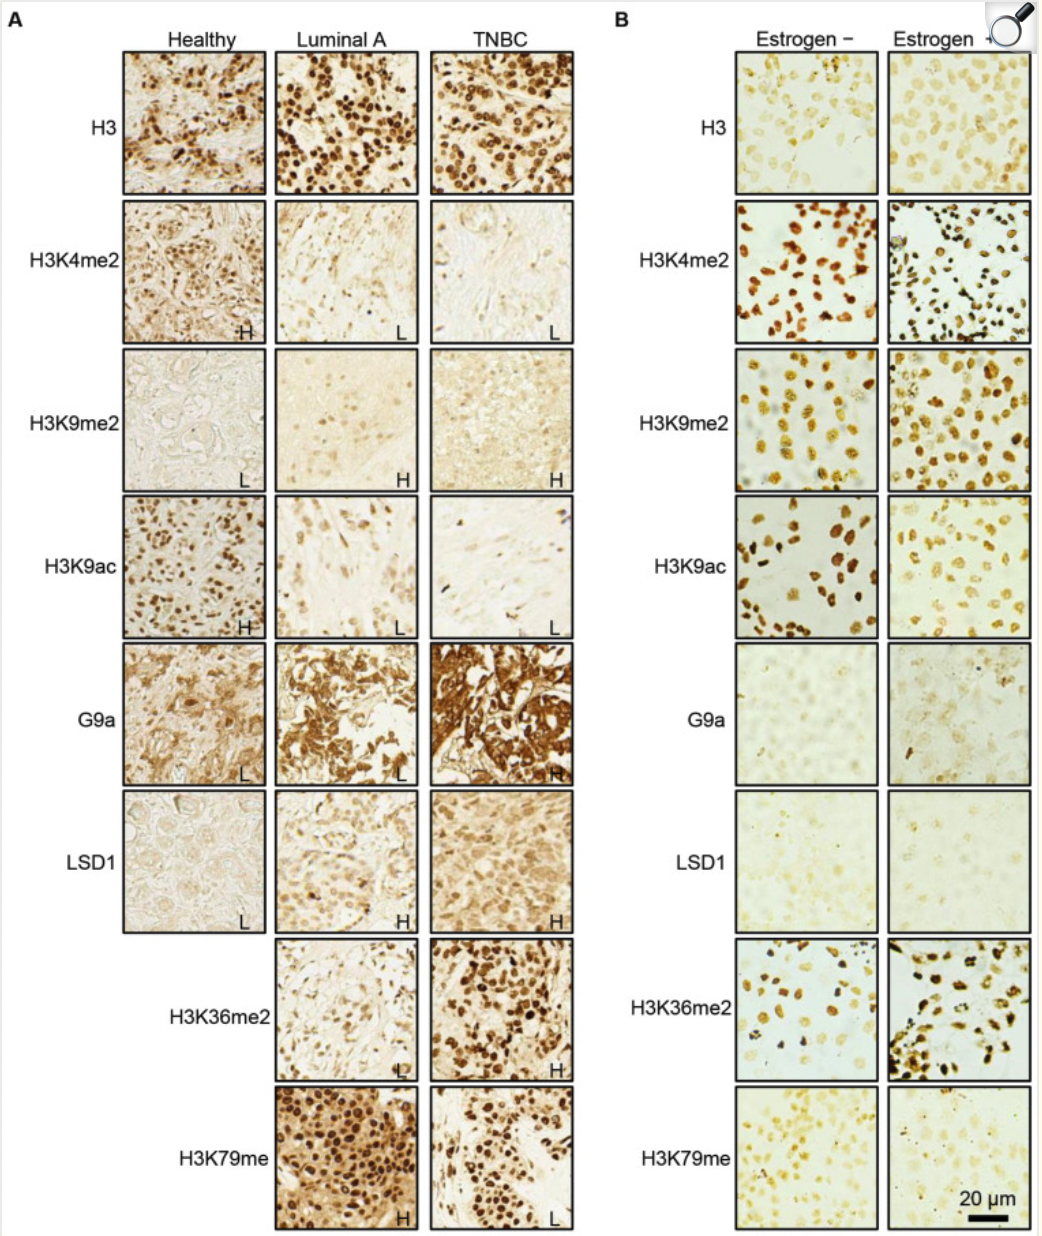 A
B
Healthy Luminal A TNBC
Estrogen − Estrogen
H3
H3
H3K4me2
H L L
H3K4me2
H3K9me2
L H H
H3K9me2
H3K9ac
H L L
H3K9ac
G9a
L L H
G9a
LSD1
L H H
LSD1
H3K36me2
L H
H3K36me2
H3K79me
H L
H3K79me
20 µm